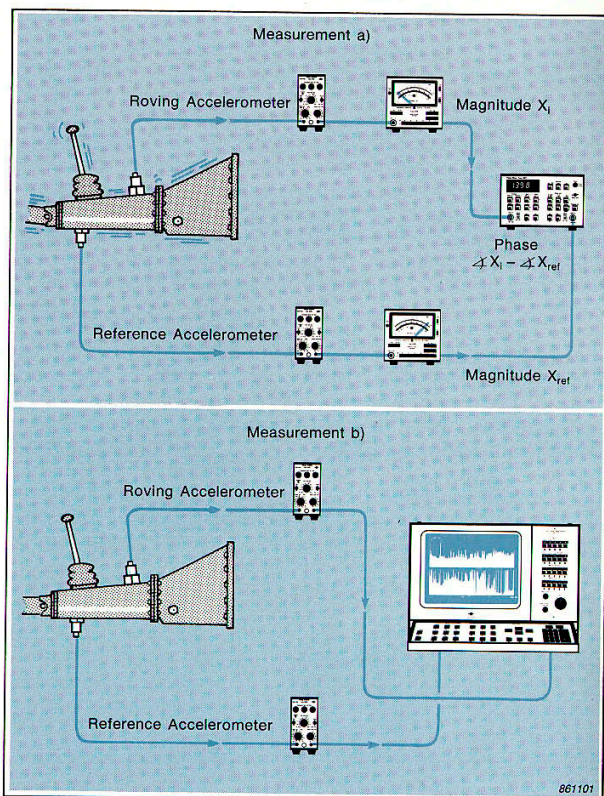 Measurement a)
Roving Accelerometer
Magnitude Xi
Phase
∡Xi – ∡Xref
Reference Accelerometer
Magnitude Xref
Measurement b)
Roving Accelerometer
Reference Accelerometer
861101